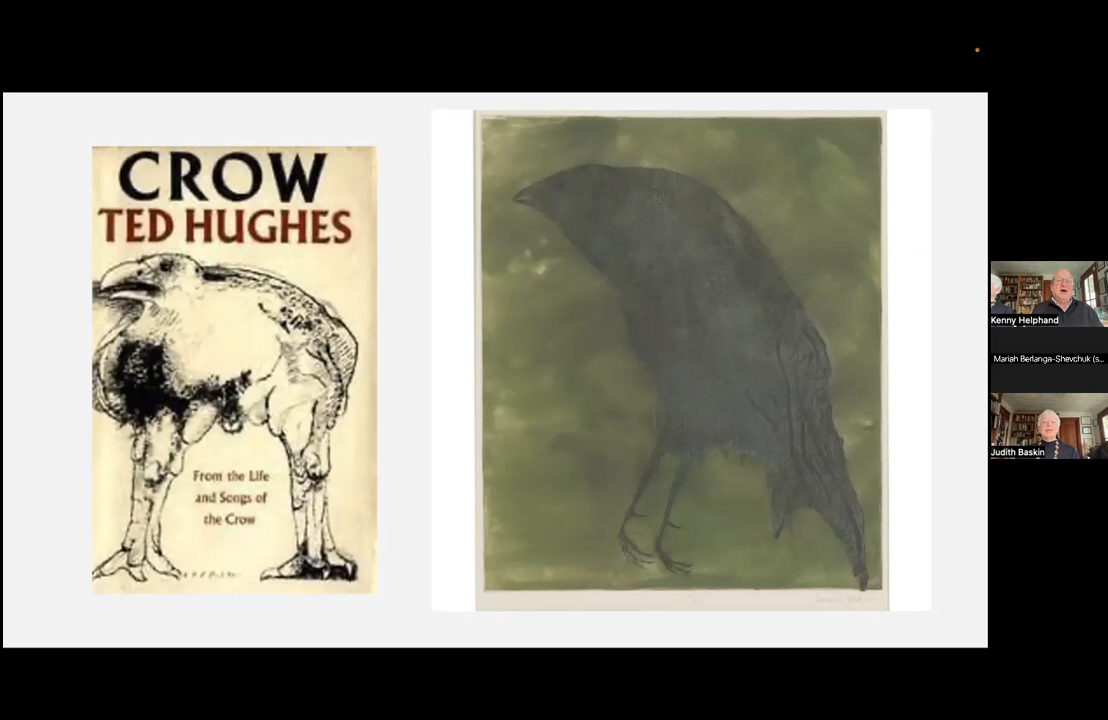 CROW
TED HUGHES
From the Life
and Songs of
the Crow
Kenny Helphand
Mariah Berlanga-Shevchuk (s...
Judith Baskin